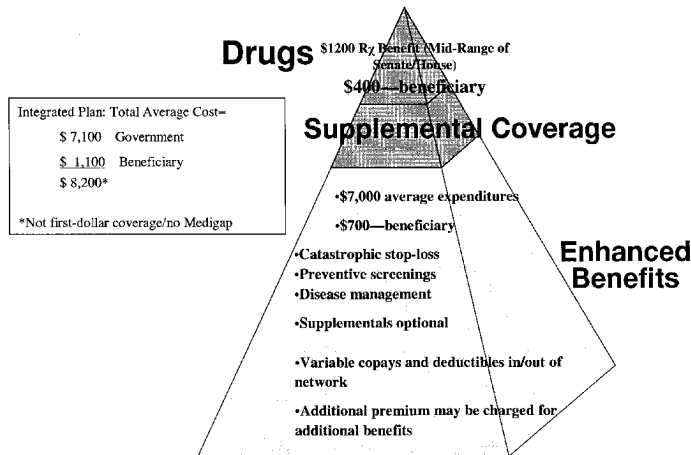 Drugs
$1200 Rχ Benefit (Mid-Range of
Senate/House)
$400—beneficiary
Supplemental Coverage
Integrated Plan: Total Average Cost=
$ 7,100 Government
$ 1,100 Beneficiary
$ 8,200*
*Not first-dollar coverage/no Medigap
•$7,000 average expenditures
•$700—beneficiary
•Catastrophic stop-loss
•Preventive screenings
•Disease management
•Supplementals optional
•Variable copays and deductibles in/out of
network
•Additional premium may be charged for
additional benefits
Enhanced
Benefits